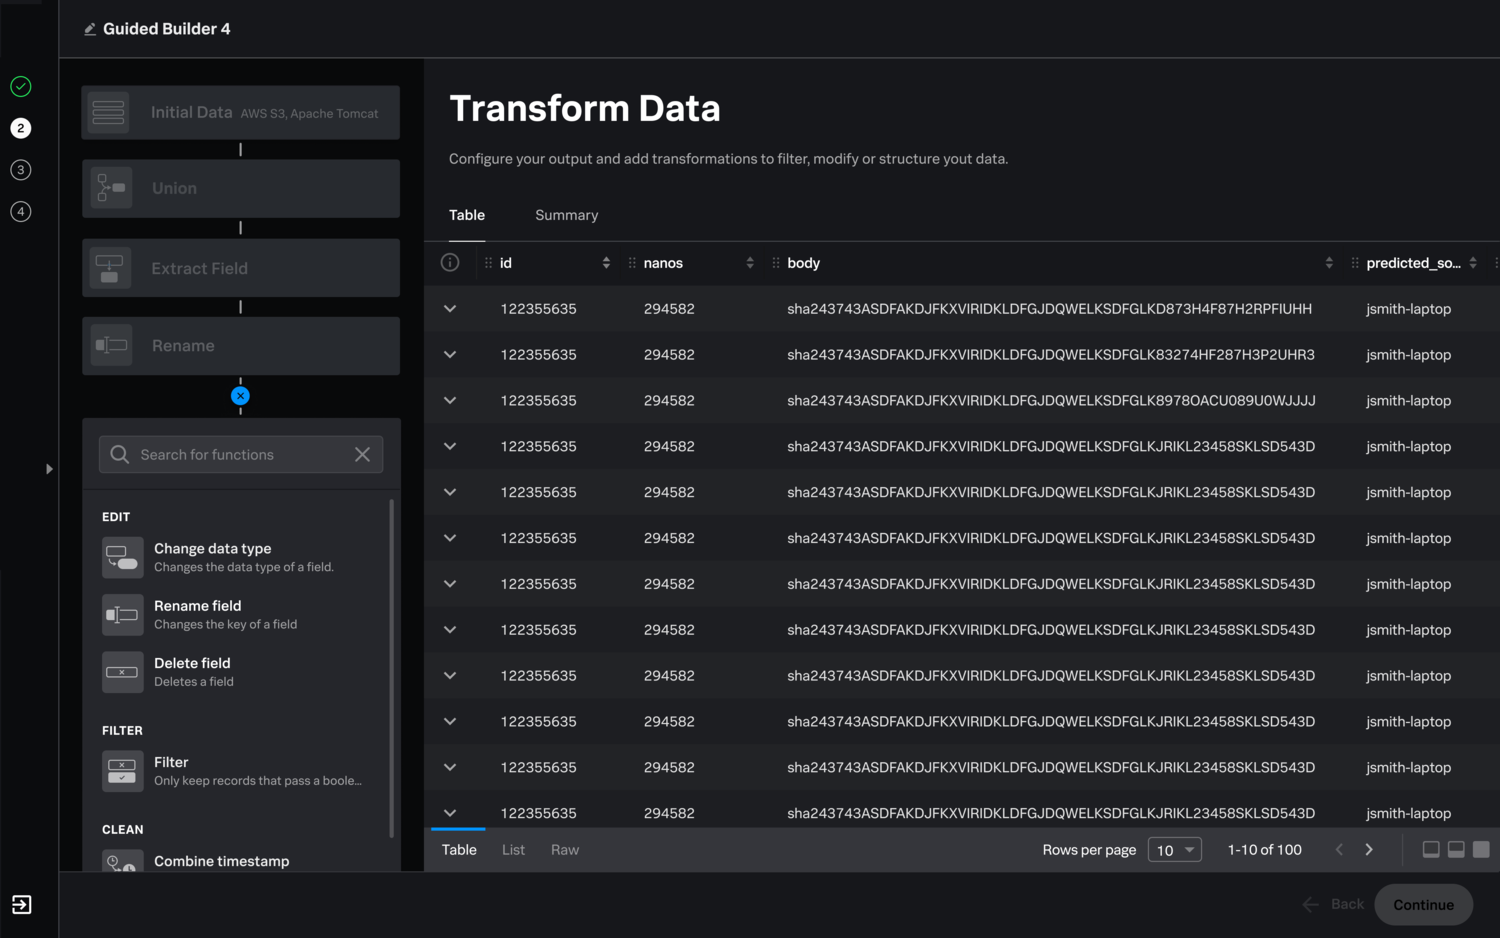 Guided Builder 4
2
3
4
Initial Data AWS S3, Apache Tomcat
Union
Extract Field
Rename
Search for functions
EDIT
Change data type
Changes the data type of a field.
Rename field
Changes the key of a field
Delete field
Deletes a field
FILTER
Filter
Only keep records that pass a boole...
CLEAN
Combine timestamp
Transform Data
Configure your output and add transformations to filter, modify or structure yout data.
Table Summary
id nanos body predicted_so...
122355635 294582 sha243743ASDFAKDJFKXVIRIDKLDFGJDQWELKSDFGLKD873H4F87H2RPFIUHH jsmith-laptop
122355635 294582 sha243743ASDFAKDJFKXVIRIDKLDFGJDQWELKSDFGLK83274HF287H3P2UHR3 jsmith-laptop
122355635 294582 sha243743ASDFAKDJFKXVIRIDKLDFGJDQWELKSDFGLK8978OACU089U0WJJJJ jsmith-laptop
122355635 294582 sha243743ASDFAKDJFKXVIRIDKLDFGJDQWELKSDFGLKJRIKL23458SKLSD543D jsmith-laptop
122355635 294582 sha243743ASDFAKDJFKXVIRIDKLDFGJDQWELKSDFGLKJRIKL23458SKLSD543D jsmith-laptop
122355635 294582 sha243743ASDFAKDJFKXVIRIDKLDFGJDQWELKSDFGLKJRIKL23458SKLSD543D jsmith-laptop
122355635 294582 sha243743ASDFAKDJFKXVIRIDKLDFGJDQWELKSDFGLKJRIKL23458SKLSD543D jsmith-laptop
122355635 294582 sha243743ASDFAKDJFKXVIRIDKLDFGJDQWELKSDFGLKJRIKL23458SKLSD543D jsmith-laptop
122355635 294582 sha243743ASDFAKDJFKXVIRIDKLDFGJDQWELKSDFGLKJRIKL23458SKLSD543D jsmith-laptop
122355635 294582 sha243743ASDFAKDJFKXVIRIDKLDFGJDQWELKSDFGLKJRIKL23458SKLSD543D jsmith-laptop
122355635 294582 sha243743ASDFAKDJFKXVIRIDKLDFGJDQWELKSDFGLKJRIKL23458SKLSD543D jsmith-laptop
122355635 294582 sha243743ASDFAKDJFKXVIRIDKLDFGJDQWELKSDFGLKJRIKL23458SKLSD543D jsmith-laptop
Table List Raw Rows per page 10 1-10 of 100
Back Continue